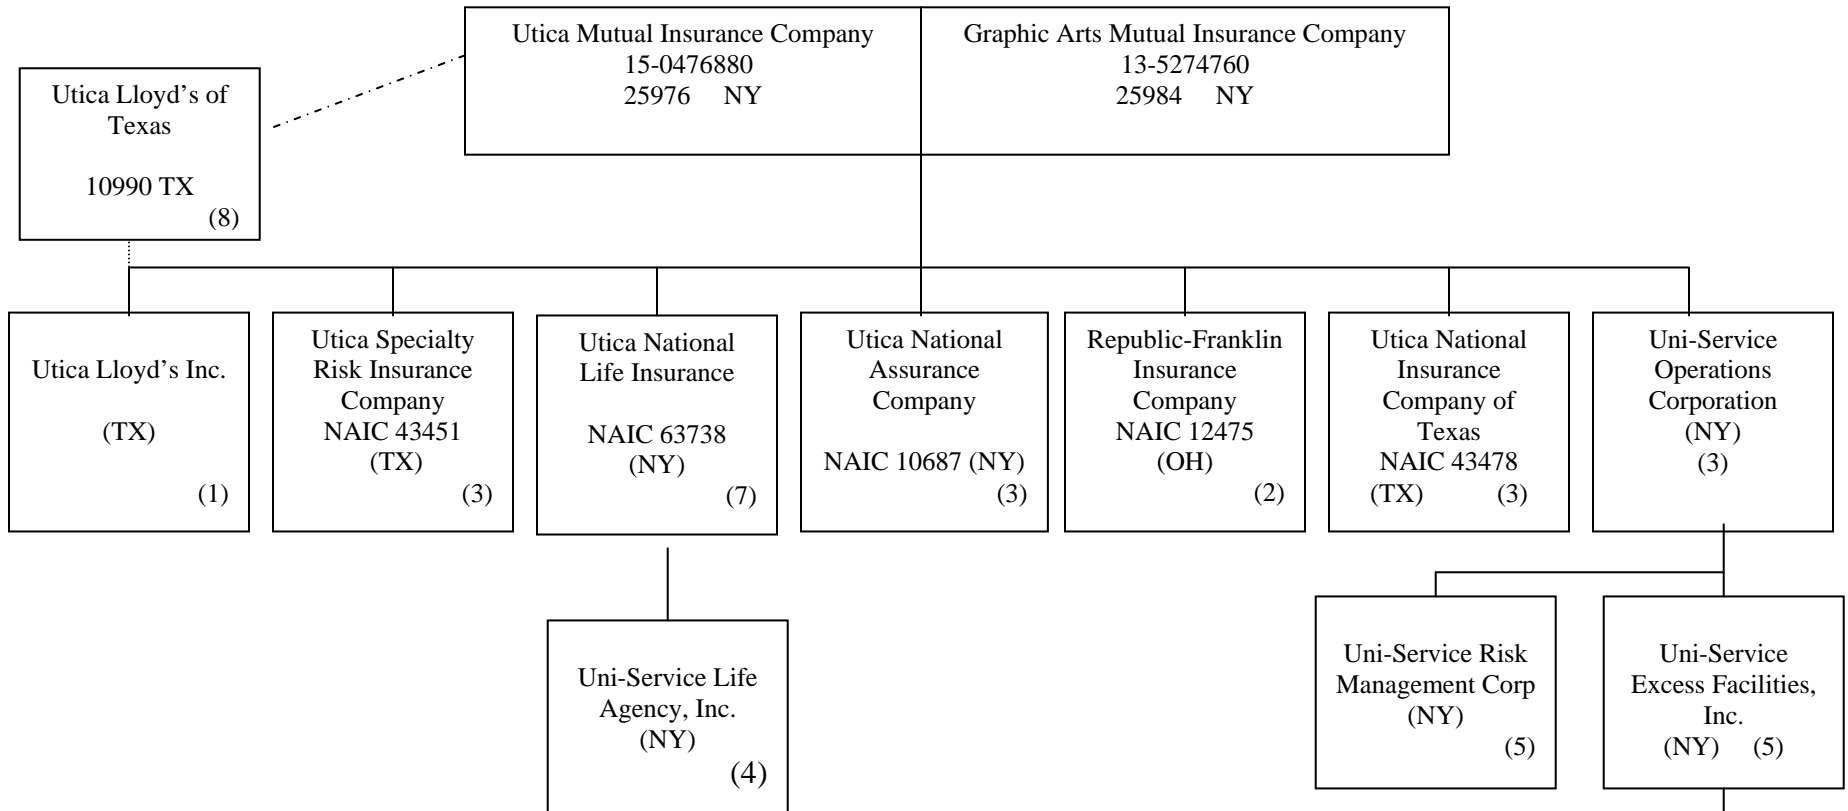 Utica Mutual Insurance Company
15-0476880
25976 NY
Graphic Arts Mutual Insurance Company
13-5274760
25984 NY
Utica Lloyd’s of
Texas
10990 TX
(8)
Utica Lloyd’s Inc.
(TX)
(1)
Utica Specialty
Risk Insurance
Company
NAIC 43451
(TX)
(3)
Utica National
Life Insurance
NAIC 63738
(NY)
(7)
Utica National
Assurance
Company
NAIC 10687 (NY)
(3)
Republic-Franklin
Insurance
Company
NAIC 12475
(OH)
(2)
Utica National
Insurance
Company of
Texas
NAIC 43478
(TX) (3)
Uni-Service
Operations
Corporation
(NY)
(3)
Uni-Service Life
Agency, Inc.
(NY)
(4)
Uni-Service Risk
Management Corp
(NY)
(5)
Uni-Service
Excess Facilities,
Inc.
(NY) (5)